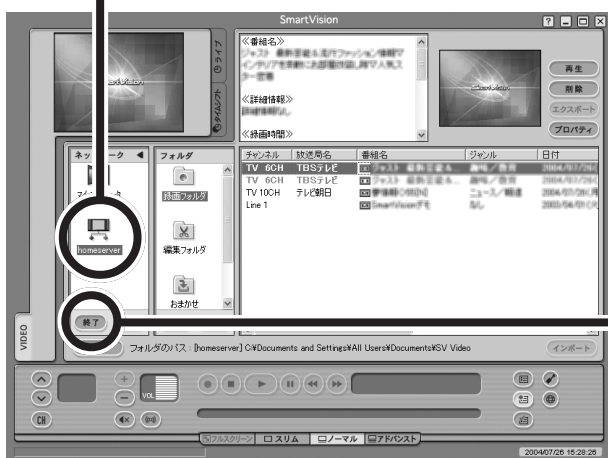 SmartVision
ライブ
タイムシフト
≪番組名≫
≪詳細情報≫
≪録画時間≫
再生
削除
エクスポート
プロパティ
ネットワーク
フォルダ
homeserver
録画フォルダ
編集フォルダ
おまかせ
チャンネル 放送局名 番組名 ジャンル 日付
TV 6CH TBSテレビ
TV 6CH TBSテレビ
TV 10CH テレビ朝日
Line 1
終了
VIDEO
フォルダのパス : [homeserver] C:¥Documents and Settings¥All Users¥Documents¥SV Video
インポート
VOL
CH
フルスクリーン スリム ノーマル アドバンスト
2004/07/26 15:28:26